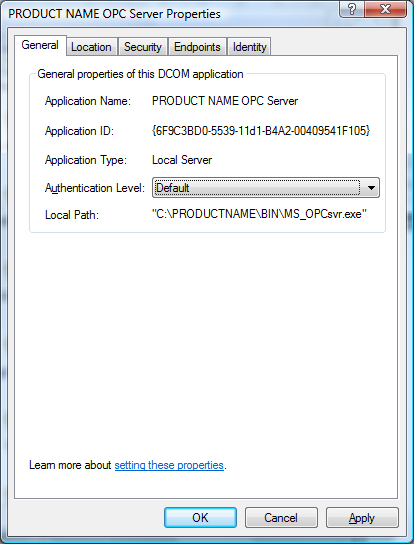 PRODUCT NAME OPC Server Properties
General Location Security Endpoints Identity
General properties of this DCOM application
Application Name: PRODUCT NAME OPC Server
Application ID: {6F9C3BD0-5539-11d1-B4A2-00409541F105}
Application Type: Local Server
Authentication Level: Default
Local Path: "C:\PRODUCTNAME\BIN\MS_OPCsvr.exe"
Learn more about setting these properties.
OK Cancel Apply